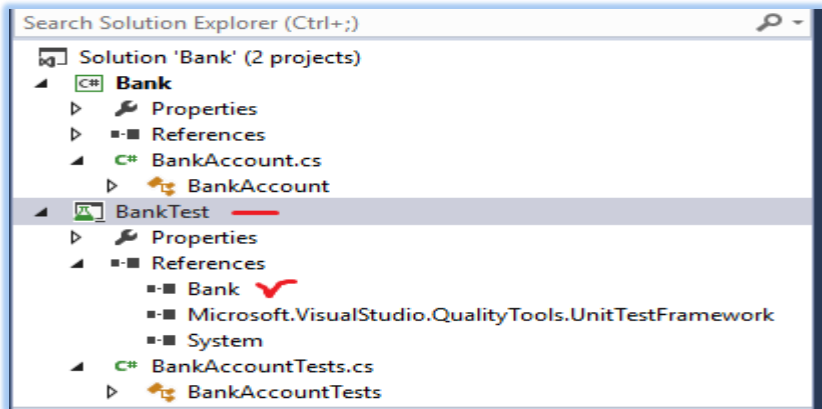 Search Solution Explorer (Ctrl+;)
Solution 'Bank' (2 projects)
C# Bank
Properties
References
C# BankAccount.cs
BankAccount
BankTest
Properties
References
Bank
Microsoft.VisualStudio.QualityTools.UnitTestFramework
System
C# BankAccountTests.cs
BankAccountTests